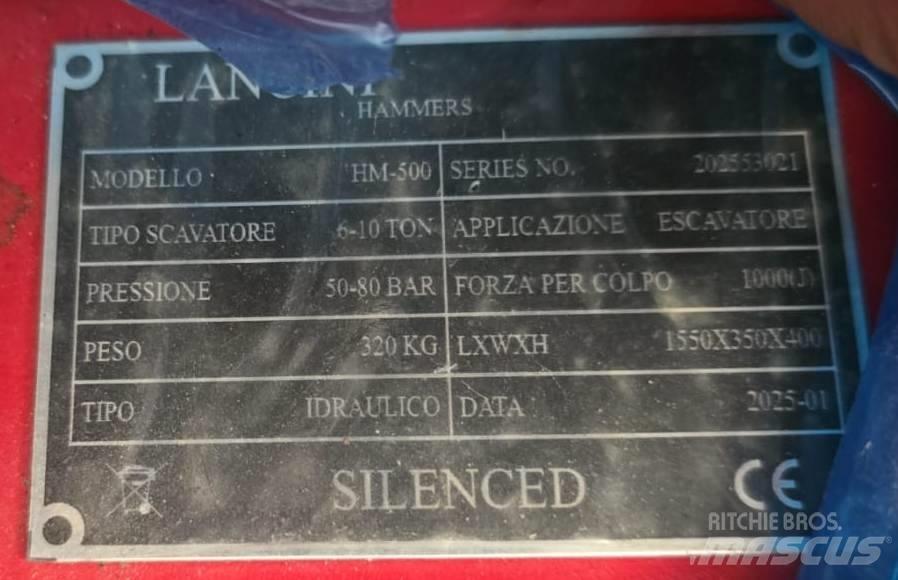 LANCINI
HAMMERS
MODELLO HM-500 SERIES NO. 202553021
TIPO SCAVATORE 6-10 TON APPLICAZIONE ESCAVATORE
PRESSIONE 50-80 BAR FORZA PER COLPO 1000(J)
PESO 320 KG LXWXH 1550X350X400
TIPO IDRAULICO DATA 2025-01
SILENCED CE
RITCHIE BROS.
MASCUS